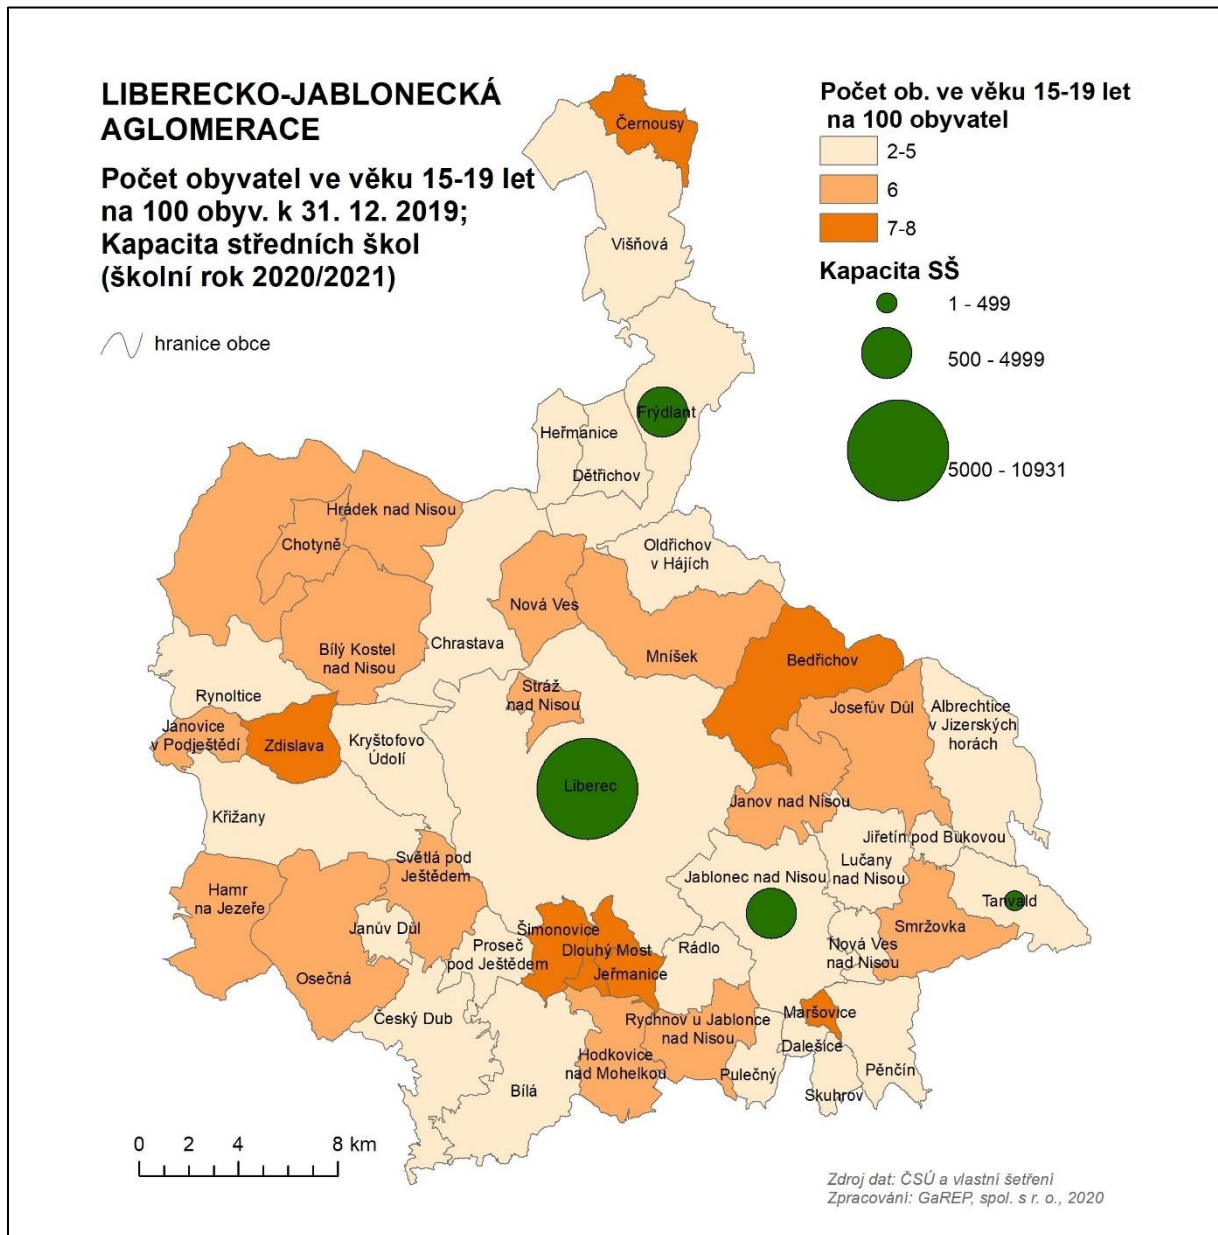 LIBERECKO-JABLONECKÁ
AGLOMERACE
Počet obyvatel ve věku 15-19 let
na 100 obyv. k 31. 12. 2019;
Kapacita středních škol
(školní rok 2020/2021)
hranice obce
Počet ob. ve věku 15-19 let
na 100 obyvatel
2-5
6
7-8
Kapacita SŠ
1 - 499
500 - 4999
5000 - 10931
Černousy
Višňová
Frýdlant
Heřmanice
Dětřichov
Hrádek nad Nisou
Chotyně
Oldřichov
v Hájích
Nová Ves
Chrastava
Bílý Kostel
nad Nisou
Mníšek
Bedřichov
Rynoltice
Stráž
nad Nisou
Josefův Důl
Albrechtice
v Jizerských
horách
Janovice
v Podještědí
Zdislava
Kryštofovo
Údolí
Liberec
Janov nad Nisou
Křižany
Jiřetín pod Bukovou
Lučany
nad Nisou
Světlá pod
Ještědem
Jablonec nad Nisou
Hamr
na Jezeře
Tanvald
Janův Důl
Šimonovice
Smržovka
Proseč
pod Ještědem
Dlouhý Most
Rádlo
Nová Ves
nad Nisou
Jeřmanice
Osečná
Český Dub
Rychnov u Jablonce
nad Nisou
Maršovice
Dalešice
Hodkovice
nad Mohelkou
Pulečný
Pěnčín
Bílá
Skuhrov
0 2 4 8 km
Zdroj dat: ČSÚ a vlastní šetření
Zpracování: GaREP, spol. s r. o., 2020